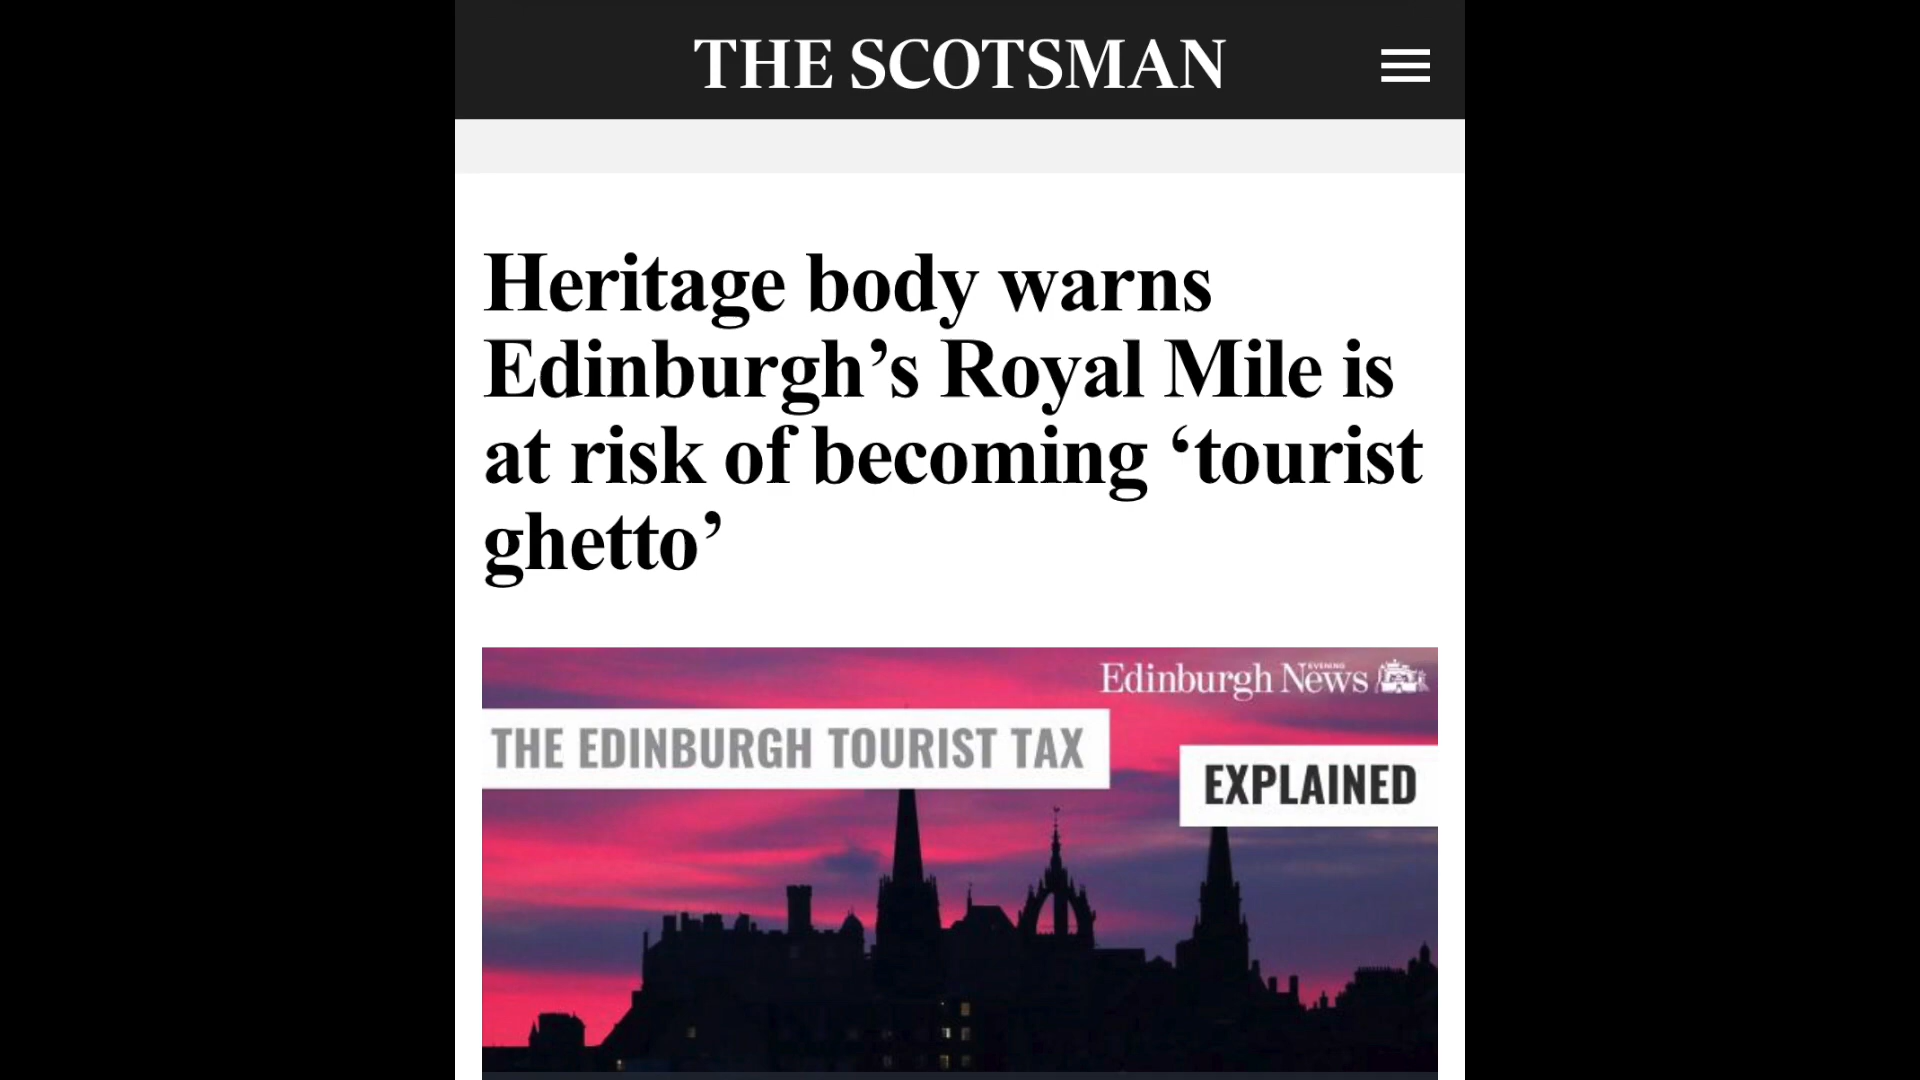 THE SCOTSMAN
Heritage body warns
Edinburgh’s Royal Mile is
at risk of becoming ‘tourist
ghetto’
Edinburgh EVENING News
THE EDINBURGH TOURIST TAX
EXPLAINED